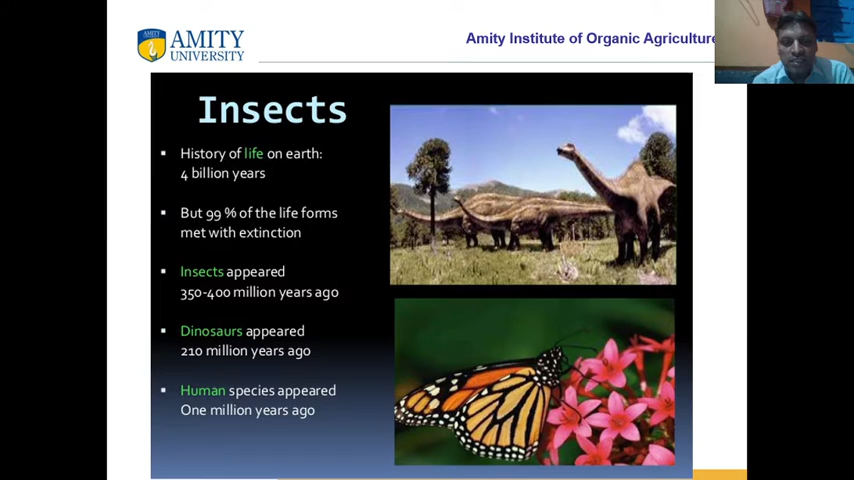 AMITY
AMITY
UNIVERSITY
Amity Institute of Organic Agriculture
Insects
▪ History of life on earth:
4 billion years
▪ But 99 % of the life forms
met with extinction
▪ Insects appeared
350-400 million years ago
▪ Dinosaurs appeared
210 million years ago
▪ Human species appeared
One million years ago